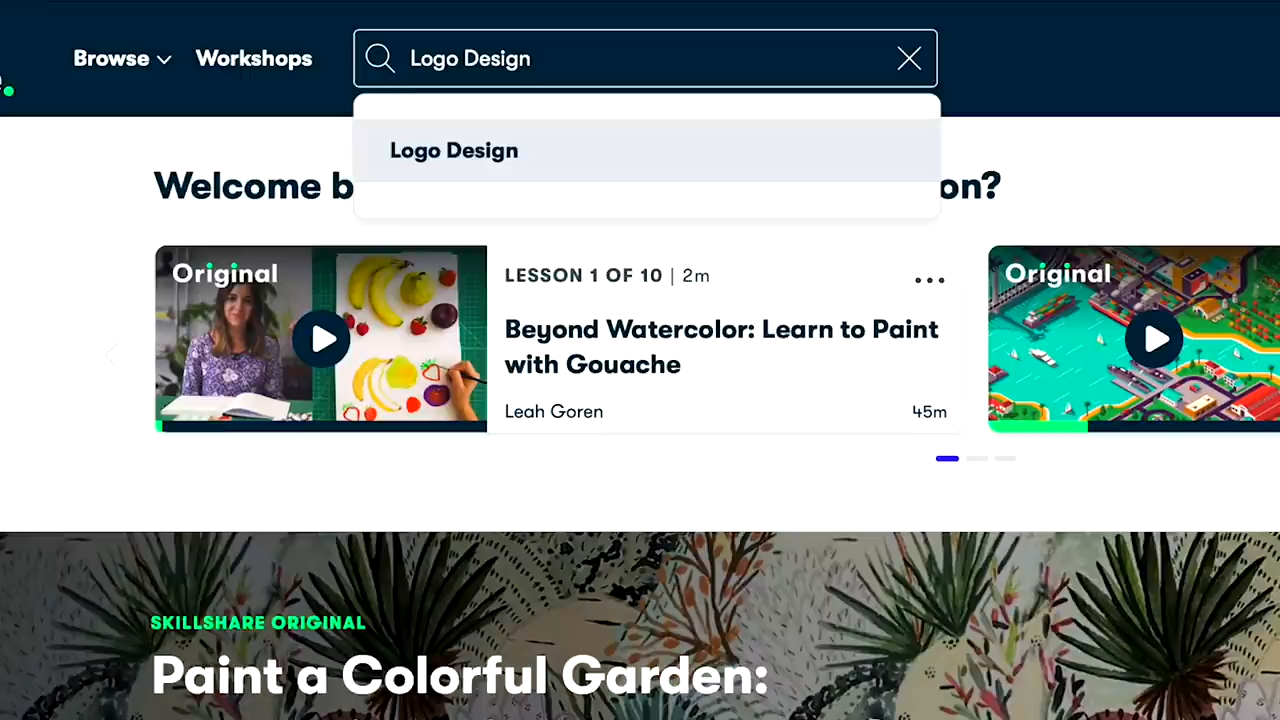 Browse Workshops Logo Design
Logo Design
Welcome b on?
Original
LESSON 1 OF 10 | 2m
Beyond Watercolor: Learn to Paint
with Gouache
Leah Goren 45m
Original
SKILLSHARE ORIGINAL
Paint a Colorful Garden: